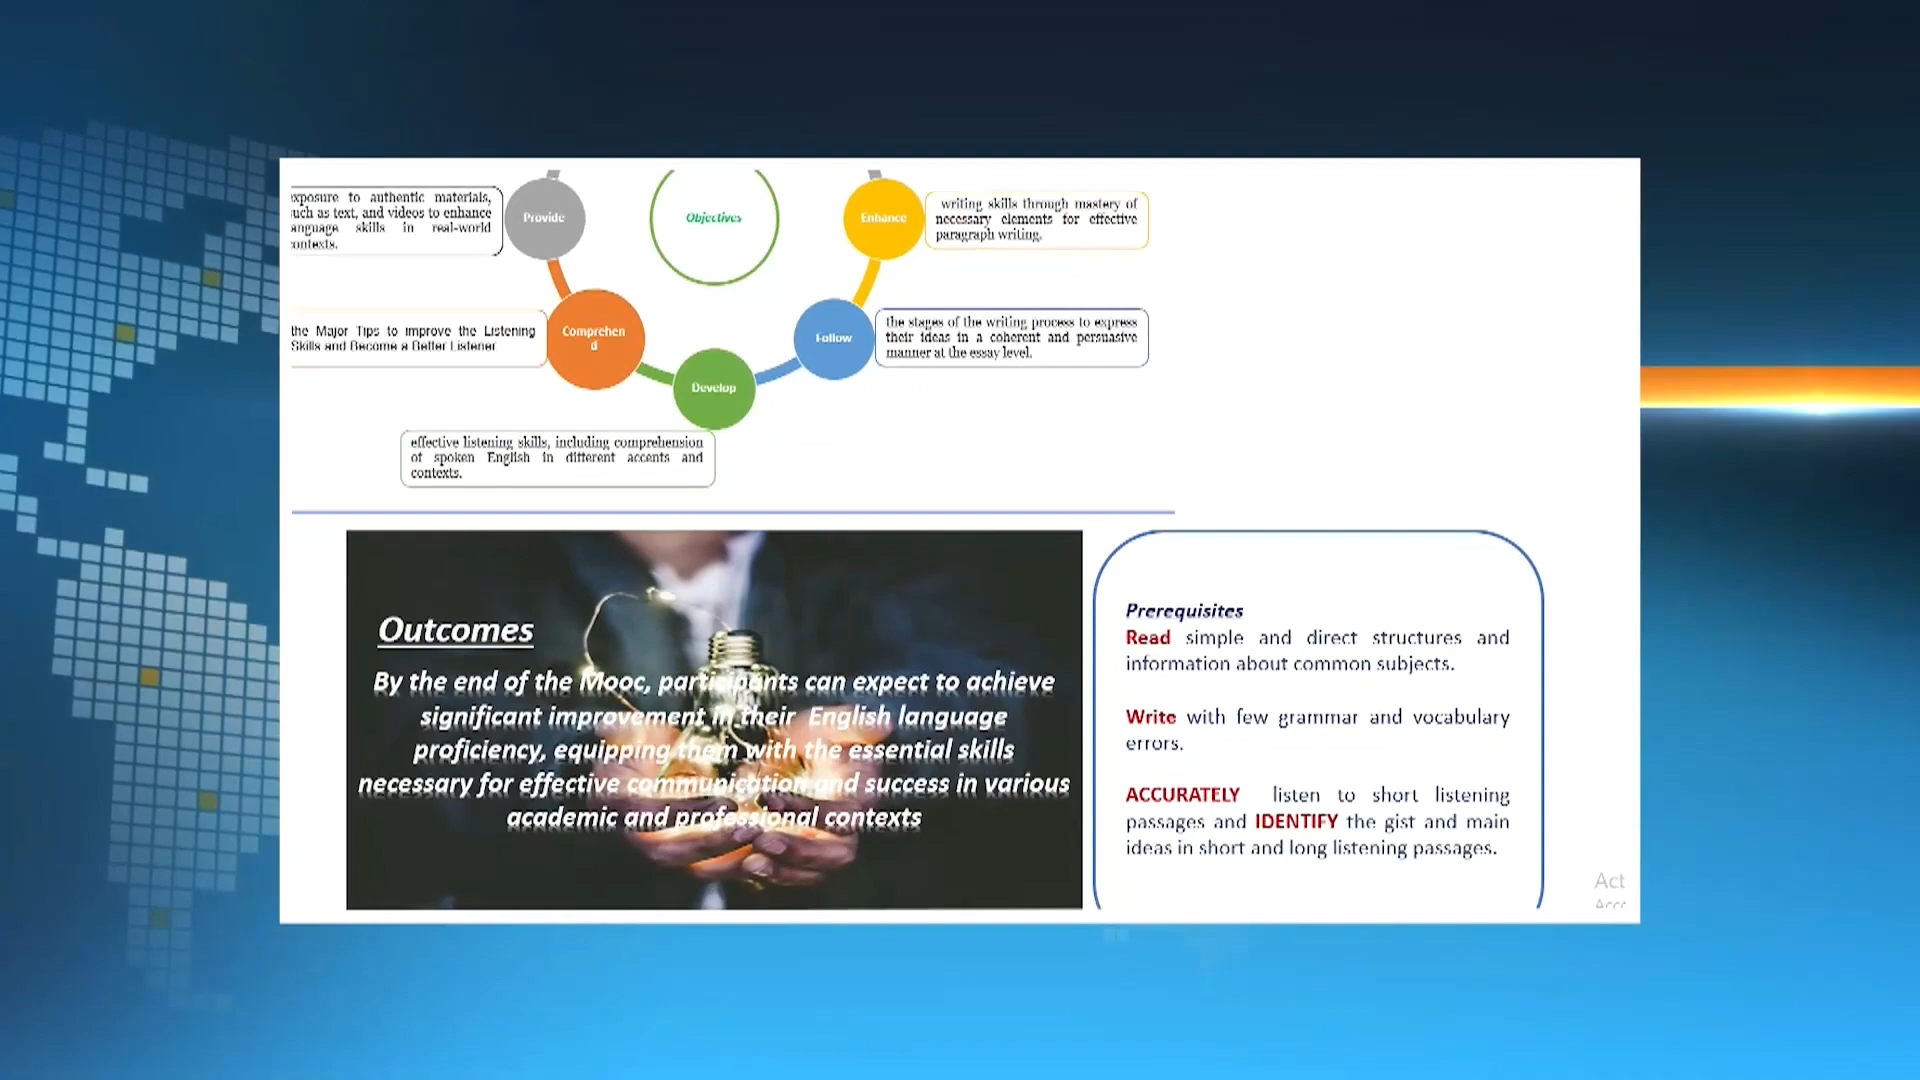 exposure to authentic materials,
such as text, and videos to enhance
language skills in real-world
contexts.
Provide
Objectives
Enhance
writing skills through mastery of
necessary elements for effective
paragraph writing.
the Major Tips to improve the Listening
Skills and Become a Better Listener
Comprehen
d
Follow
the stages of the writing process to express
their ideas in a coherent and persuasive
manner at the essay level.
Develop
effective listening skills, including comprehension
of spoken English in different accents and
contexts.
Outcomes
By the end of the Mooc, participants can expect to achieve
significant improvement in their English language
proficiency, equipping them with the essential skills
necessary for effective communication and success in various
academic and professional contexts
Prerequisites
Read simple and direct structures and
information about common subjects.
Write with few grammar and vocabulary
errors.
ACCURATELY listen to short listening
passages and IDENTIFY the gist and main
ideas in short and long listening passages.
Act